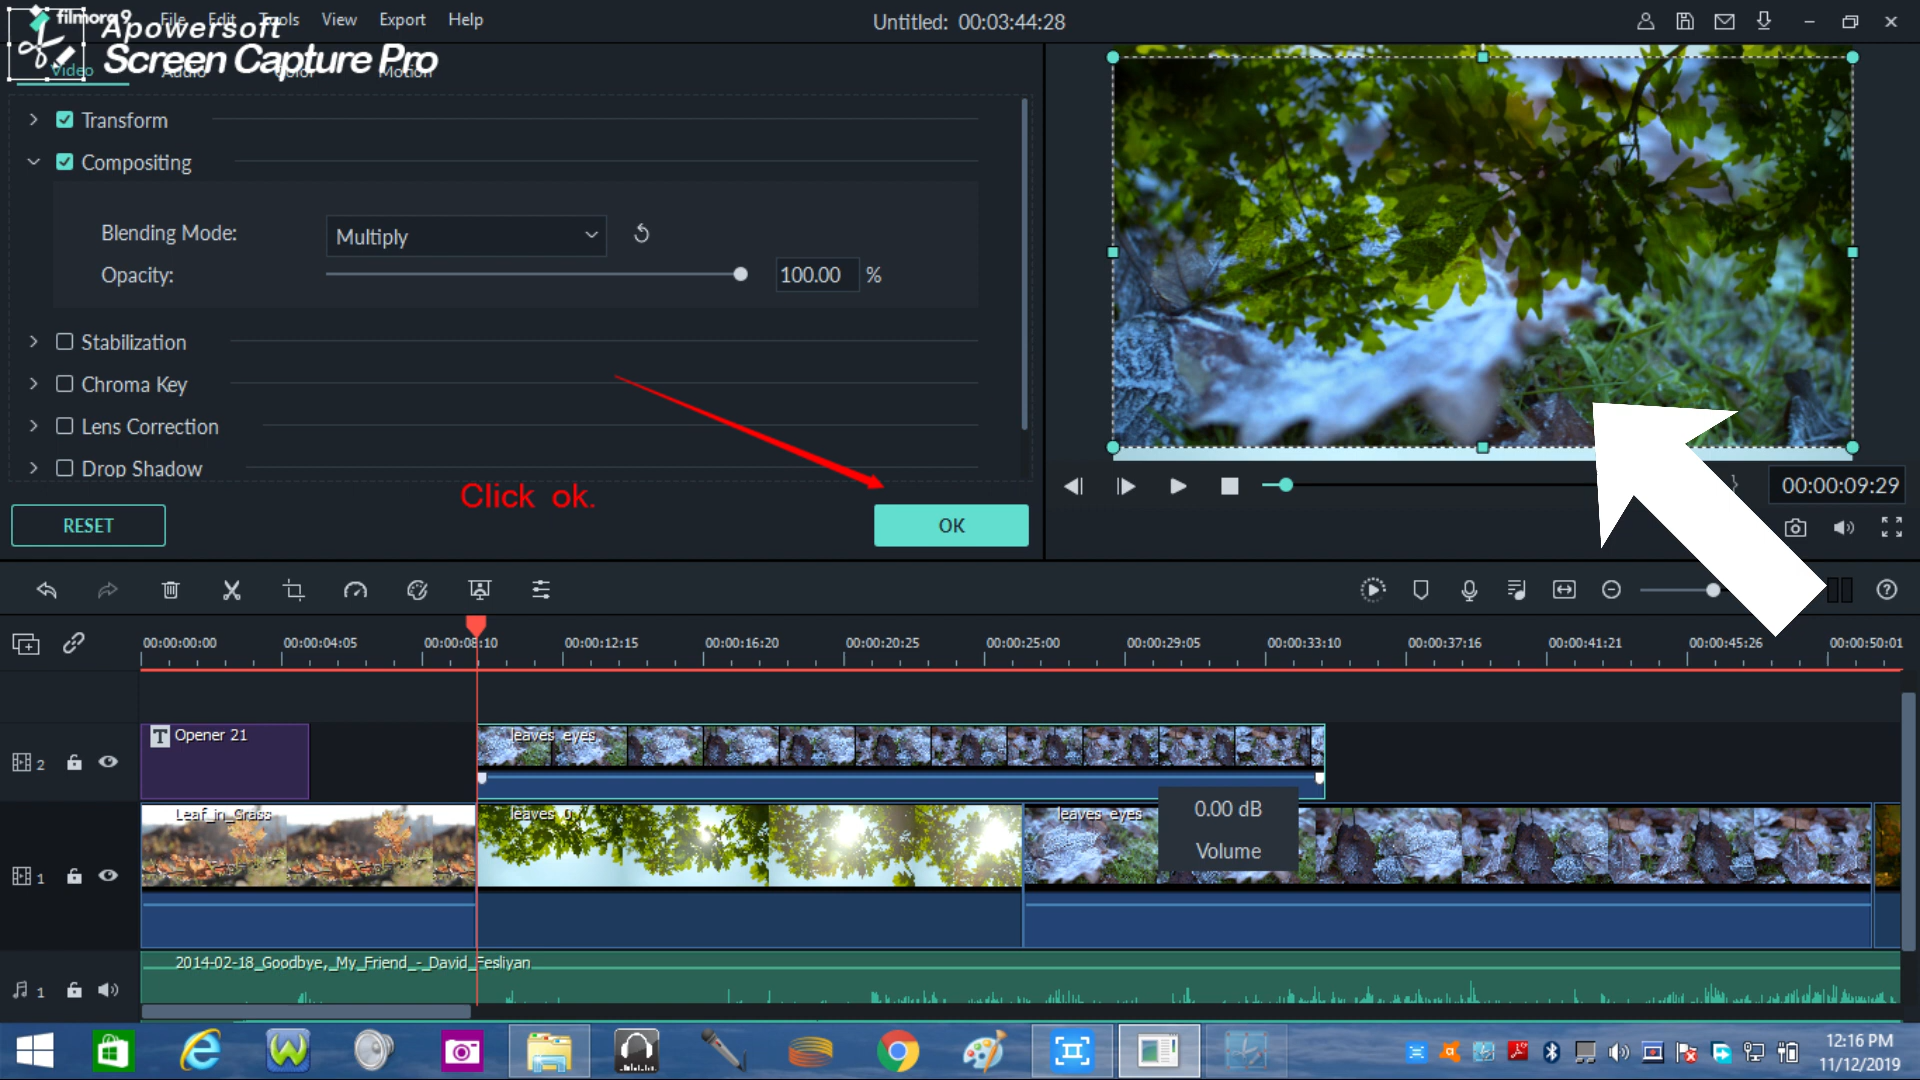 filmora9 File Edit Tools View Export Help
Untitled: 00:03:44:28
Apowersoft
Screen Capture Pro
Video Audio Color Motion
Transform
Compositing
Blending Mode: Multiply
Opacity: 100.00 %
Stabilization
Chroma Key
Lens Correction
Drop Shadow
Click ok.
RESET
OK
00:00:09:29
00:00:00:00 00:00:04:05 00:00:08:10 00:00:12:15 00:00:16:20 00:00:20:25 00:00:25:00 00:00:29:05 00:00:33:10 00:00:37:16 00:00:41:21 00:00:45:26 00:00:50:01
2
T Opener 21
leaves eyes
1
Leaf_in_Grass
leaves
leaves eyes
0.00 dB
Volume
1
2014-02-18_Goodbye,_My_Friend_-_David_Fesliyan
12:16 PM
11/12/2019